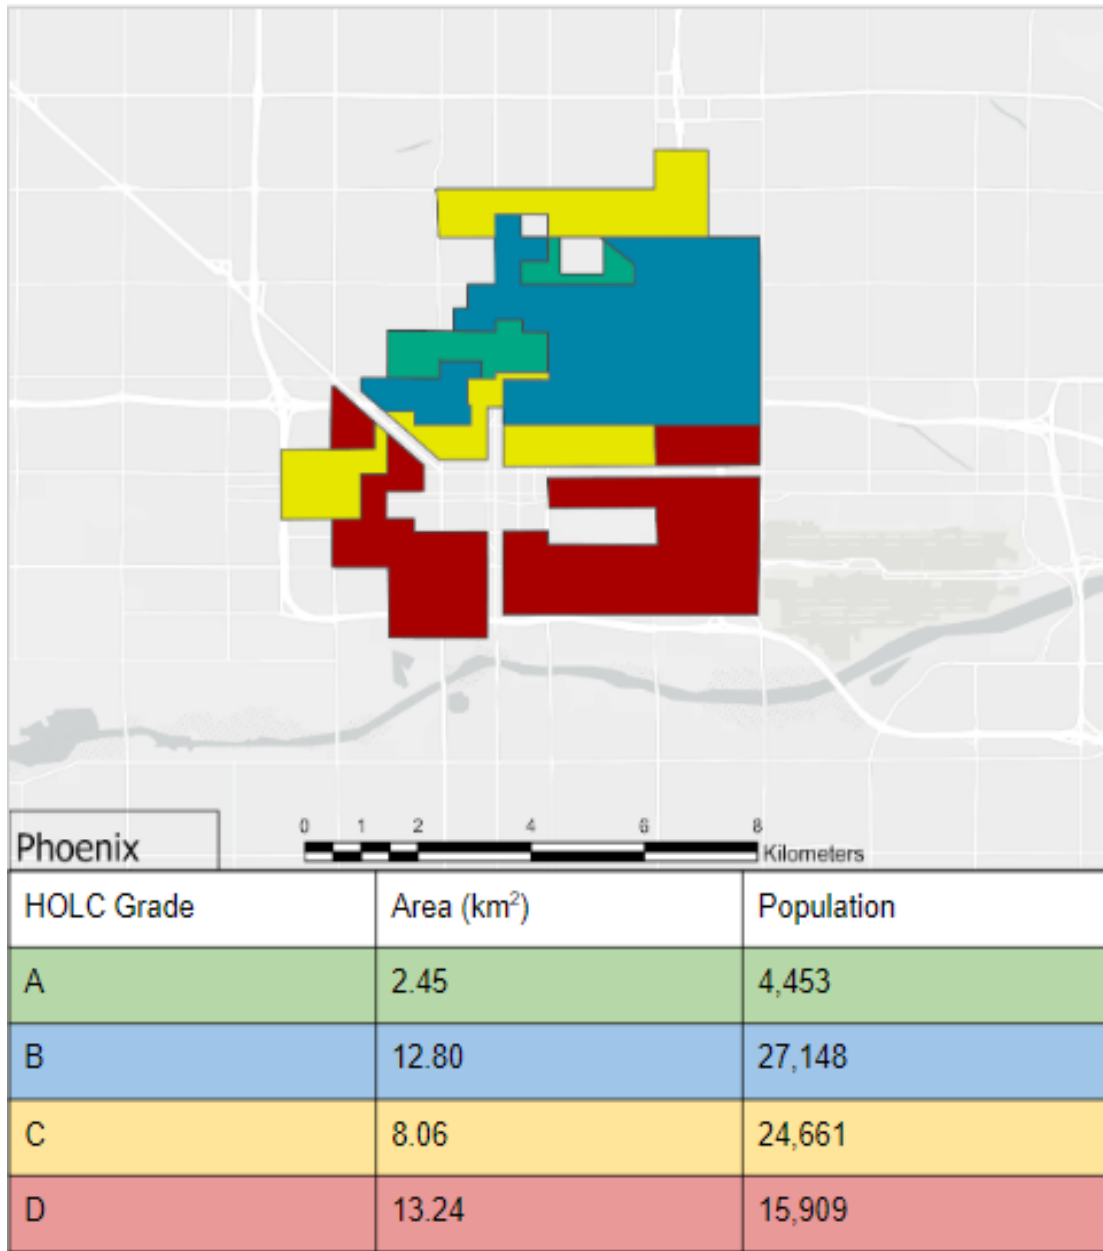 Phoenix
0 1 2 4 6 8
Kilometers
HOLC Grade Area (km²) Population
A 2.45 4,453
B 12.80 27,148
C 8.06 24,661
D 13.24 15,909